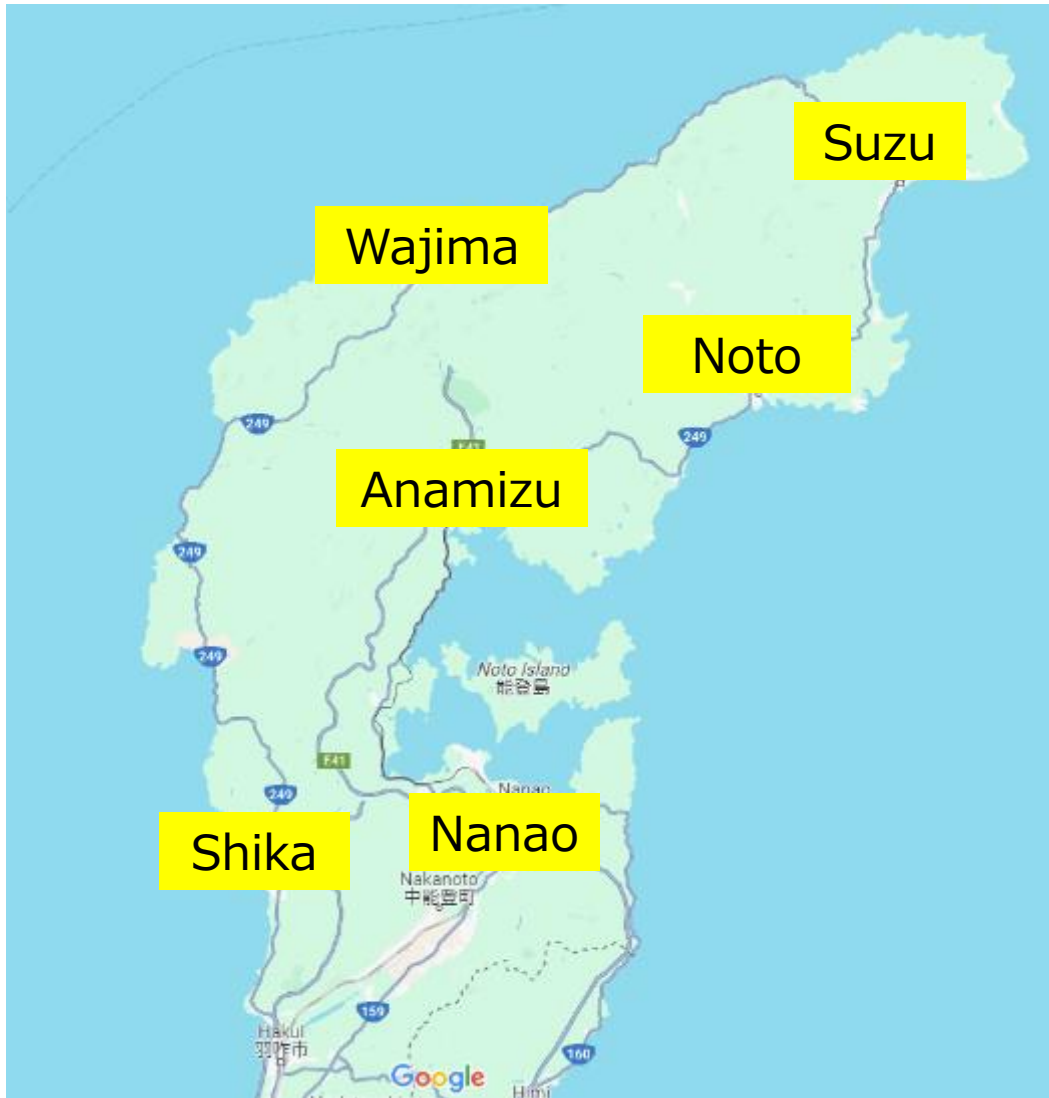 Suzu
Wajima
Noto
249
249
Anamizu
249
249
Noto Island
能登島
E41
249
Nanao
Shika
Nanao
Nakanoto
中能登町
159
Hakui
羽咋市
160
Google
Himi